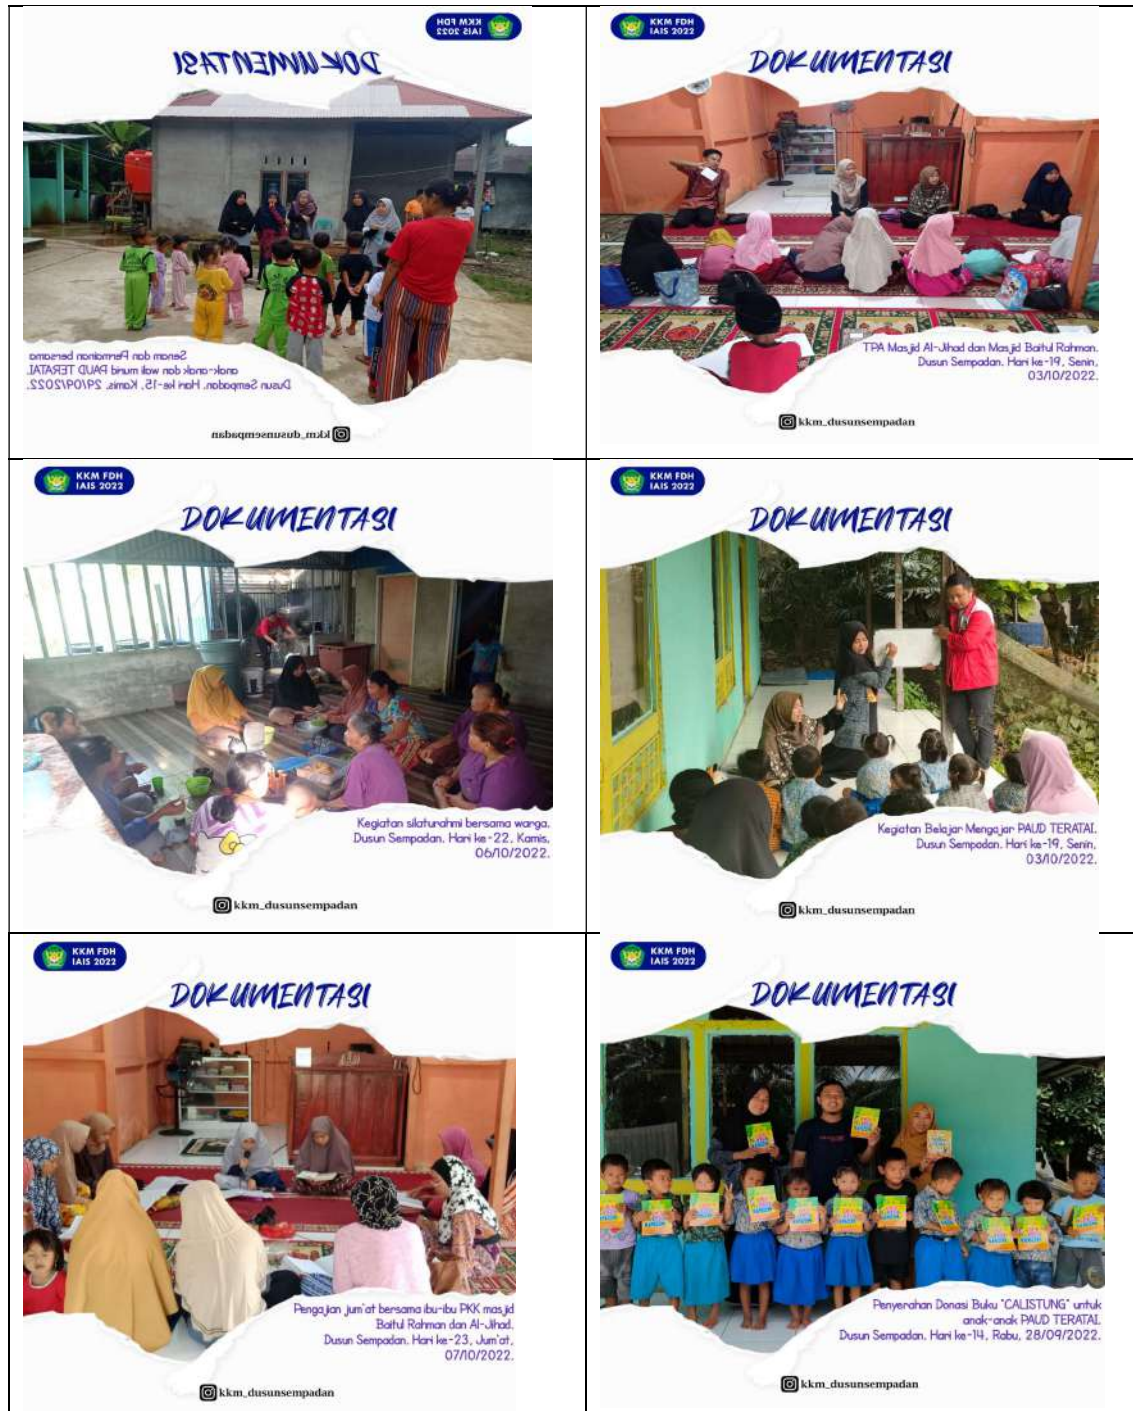 KKM FDH
IAIS 2022
DOKUMENTASI
Senam dan Permainan bersama
anak-anak dan wali murid PAUD TERATAI.
Dusun Sempadan. Hari ke-15, Kamis, 29/09/2022.
kkm_dusunsempadan
KKM FDH
IAIS 2022
DOKUMENTASI
TPA Masjid Al-Jihad dan Masjid Baitul Rahman.
Dusun Sempadan. Hari ke-19, Senin,
03/10/2022.
kkm_dusunsempadan
KKM FDH
IAIS 2022
DOKUMENTASI
Kegiatan silaturahmi bersama warga.
Dusun Sempadan. Hari ke-22, Kamis,
06/10/2022.
kkm_dusunsempadan
KKM FDH
IAIS 2022
DOKUMENTASI
Kegiatan Belajar Mengajar PAUD TERATAI.
Dusun Sempadan. Hari ke-19, Senin,
03/10/2022.
kkm_dusunsempadan
KKM FDH
IAIS 2022
DOKUMENTASI
Pengajian jum'at bersama ibu-ibu PKK masjid
Baitul Rahman dan Al-Jihad.
Dusun Sempadan. Hari ke-23, Jum'at,
07/10/2022.
kkm_dusunsempadan
KKM FDH
IAIS 2022
DOKUMENTASI
Penyerahan Donasi Buku "CALISTUNG" untuk
anak-anak PAUD TERATAI.
Dusun Sempadan. Hari ke-14, Rabu, 28/09/2022.
kkm_dusunsempadan